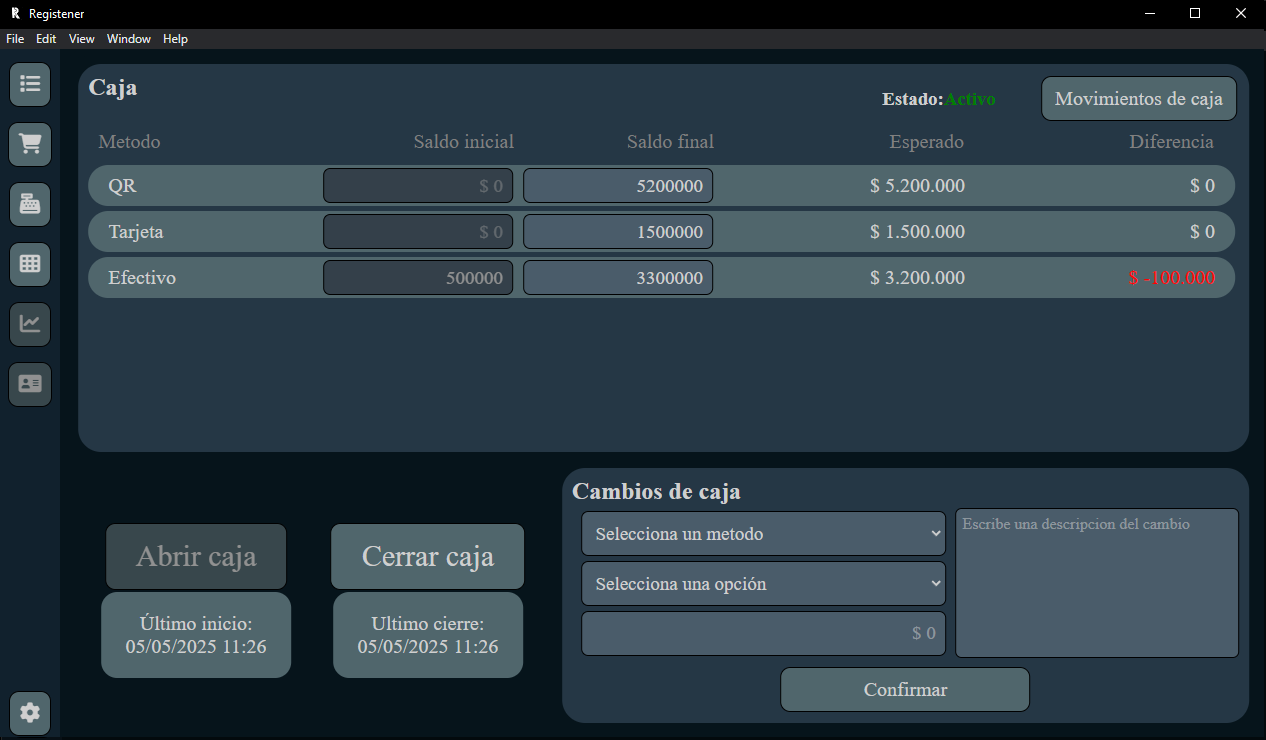 Registener
File Edit View Window Help
Caja
Estado:Activo
Movimientos de caja
Metodo Saldo inicial Saldo final Esperado Diferencia
QR $ 0 5200000 $ 5.200.000 $ 0
Tarjeta $ 0 1500000 $ 1.500.000 $ 0
Efectivo 500000 3300000 $ 3.200.000 $ -100.000
Abrir caja
Último inicio:
05/05/2025 11:26
Cerrar caja
Ultimo cierre:
05/05/2025 11:26
Cambios de caja
Selecciona un metodo
Selecciona una opción
$ 0
Escribe una descripcion del cambio
Confirmar